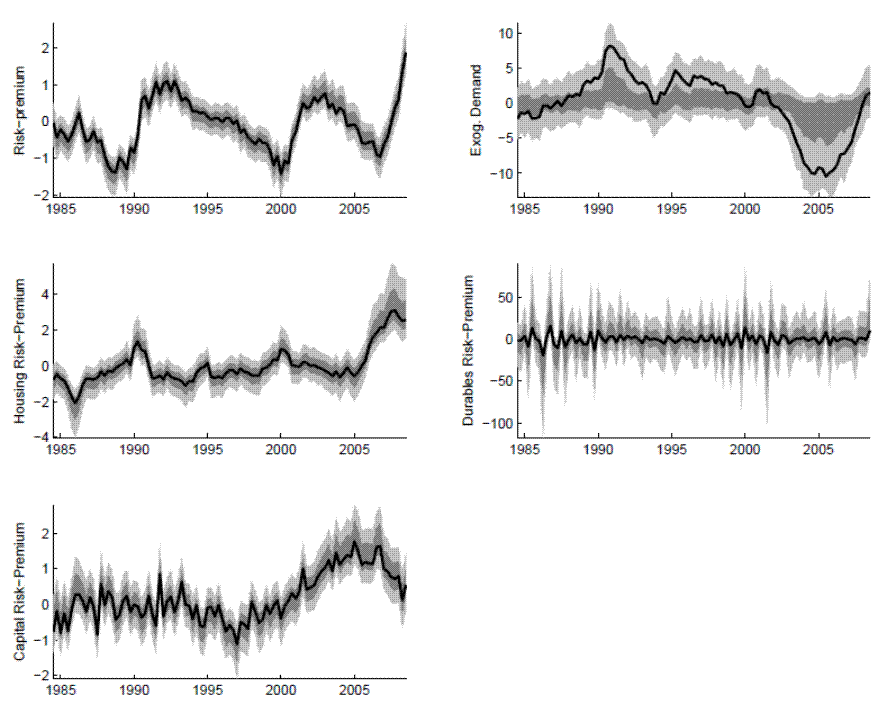 Risk-premium
2
1
0
−1
−2
1985 1990 1995 2000 2005
Exog. Demand
10
5
0
−5
−10
1985 1990 1995 2000 2005
Housing Risk−Premium
4
2
0
−2
−4
1985 1990 1995 2000 2005
Durables Risk−Premium
50
0
−50
−100
1985 1990 1995 2000 2005
Capital Risk−Premium
2
1
0
−1
−2
1985 1990 1995 2000 2005